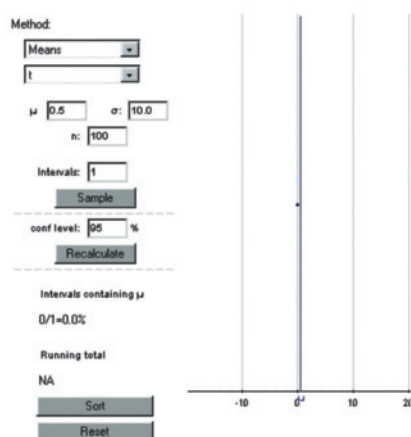 Method:
Means
t
μ 0.5 σ: 10.0
n: 100
Intervals: 1
Sample
conf level: 95 %
Recalculate
Intervals containing μ
0/1=0.0%
Running total
NA
Sort
Reset
-10 0 10 20
μ